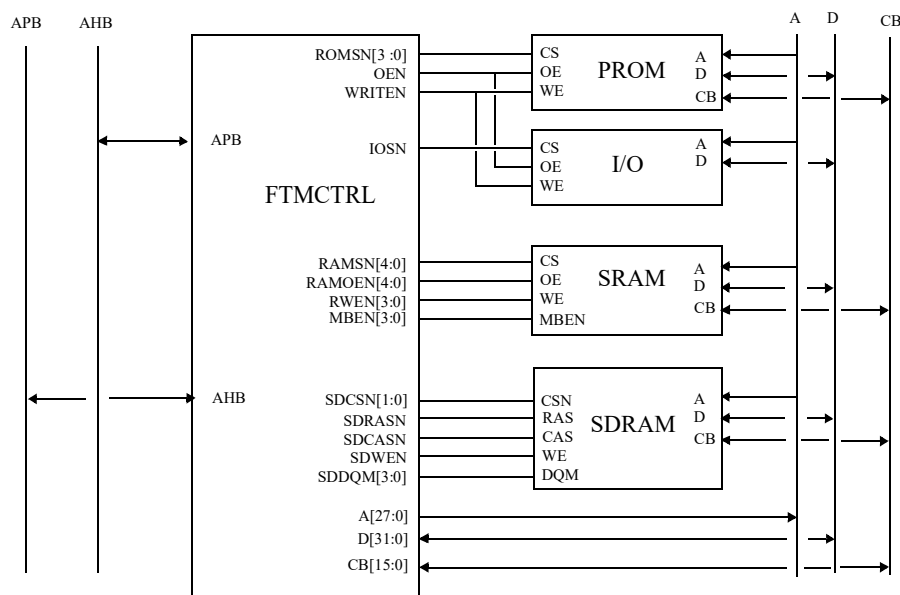 APB AHB A D CB
ROMSN[3 :0] CS PROM A
OEN OE D
WRITEN WE CB
APB IOSN CS I/O A
OE D
WE
FTMCTRL
RAMSN[4:0] CS SRAM A
RAMOEN[4:0] OE D
RWEN[3:0] WE CB
MBEN[3:0] MBEN
AHB SDCSN[1:0] CSN SDRAM A
SDRASN RAS D
SDCASN CAS CB
SDWEN WE
SDDQM[3:0] DQM
A[27:0]
D[31:0]
CB[15:0]